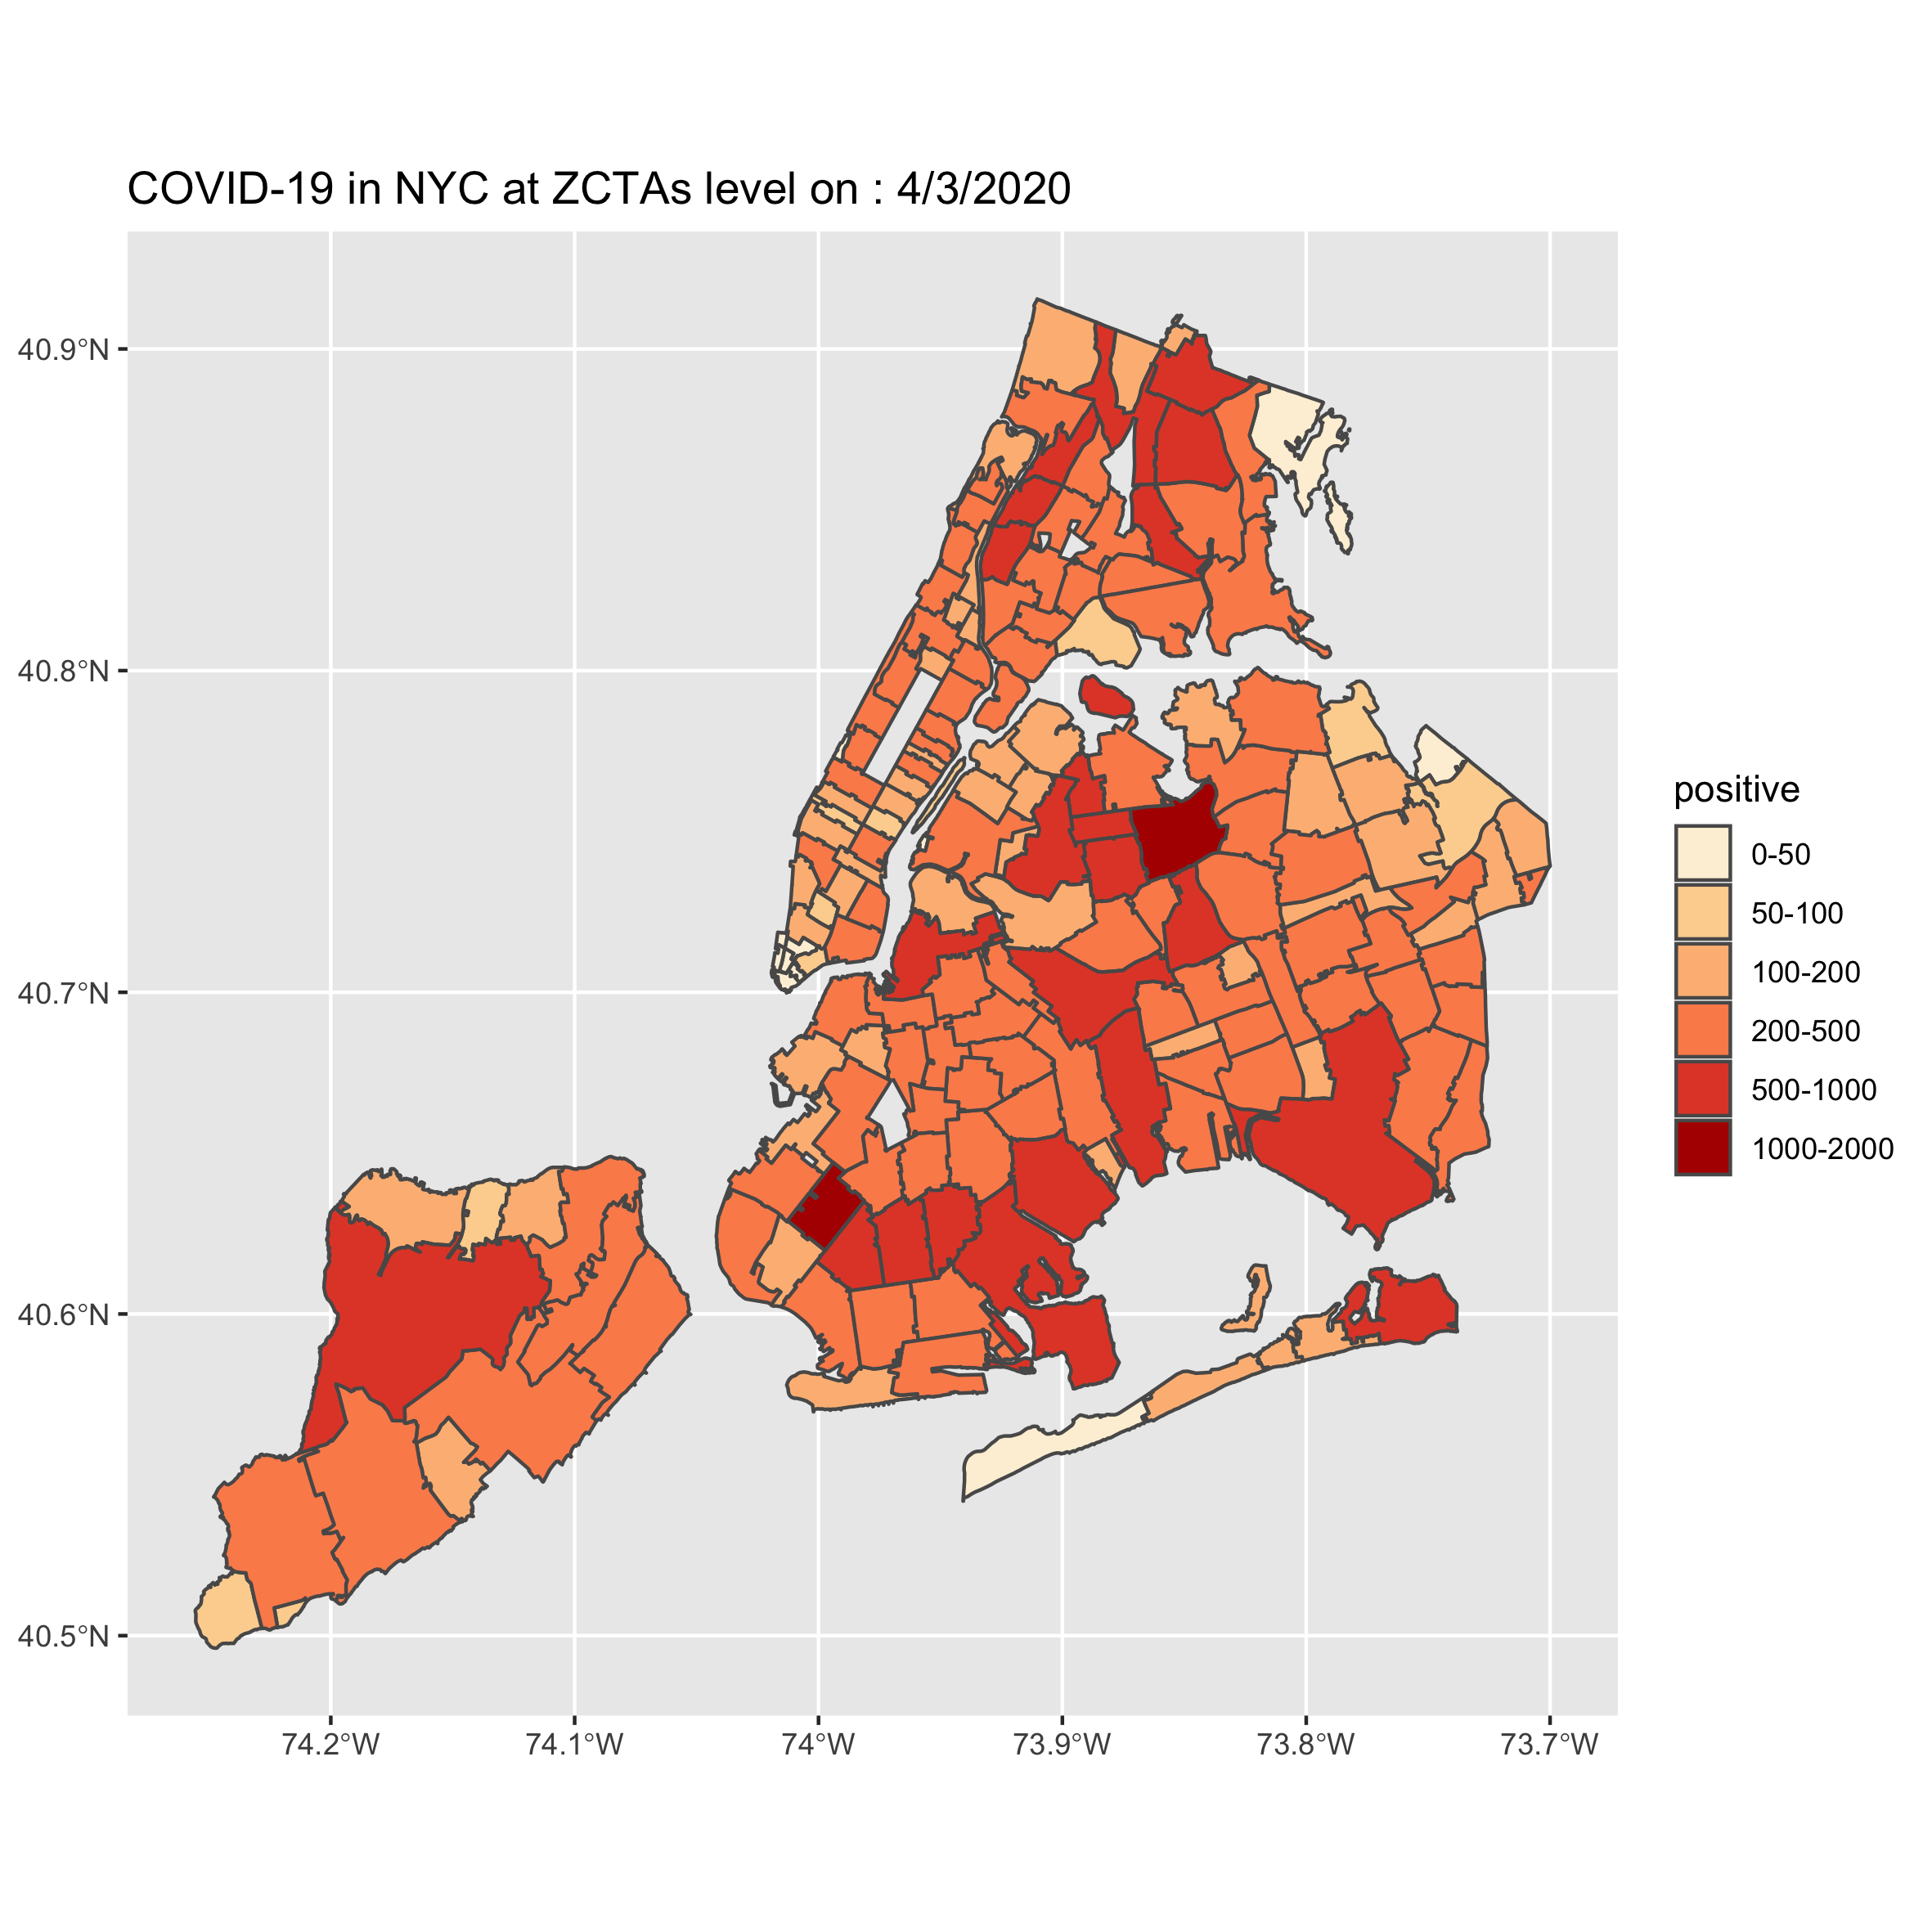 COVID-19 in NYC at ZCTAs level on : 4/3/2020
40.9°N
40.8°N
40.7°N
40.6°N
40.5°N
74.2°W
74.1°W
74°W
73.9°W
73.8°W
73.7°W
positive
0-50
50-100
100-200
200-500
500-1000
1000-2000